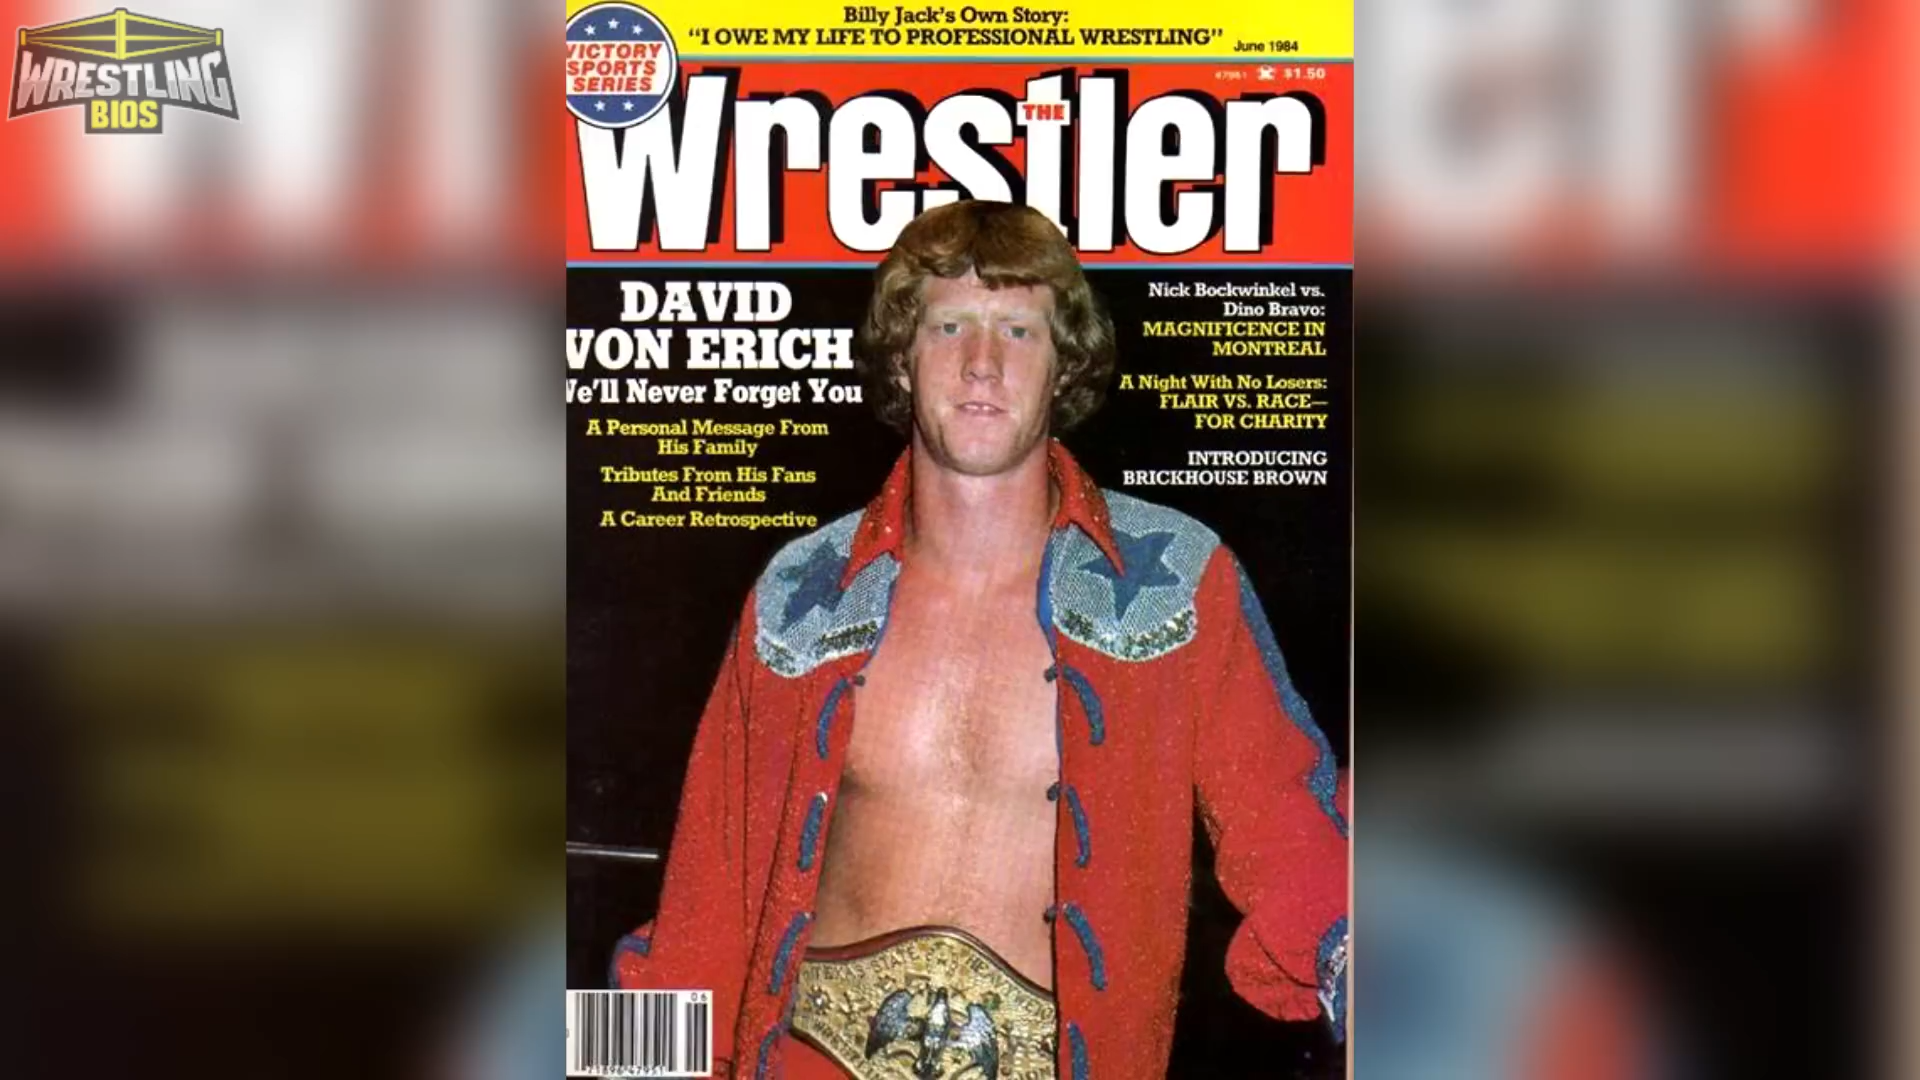 WRESTLING
BIOS
Billy Jack's Own Story:
"I OWE MY LIFE TO PROFESSIONAL WRESTLING"
June 1984
VICTORY
SPORTS
SERIES
$1.50
THE
Wrestler
DAVID
VON ERICH
We'll Never Forget You
A Personal Message From
His Family
Tributes From His Fans
And Friends
A Career Retrospective
Nick Bockwinkel vs.
Dino Bravo:
MAGNIFICENCE IN
MONTREAL
A Night With No Losers:
FLAIR VS. RACE—
FOR CHARITY
INTRODUCING
BRICKHOUSE BROWN
TEXAS STATE
06